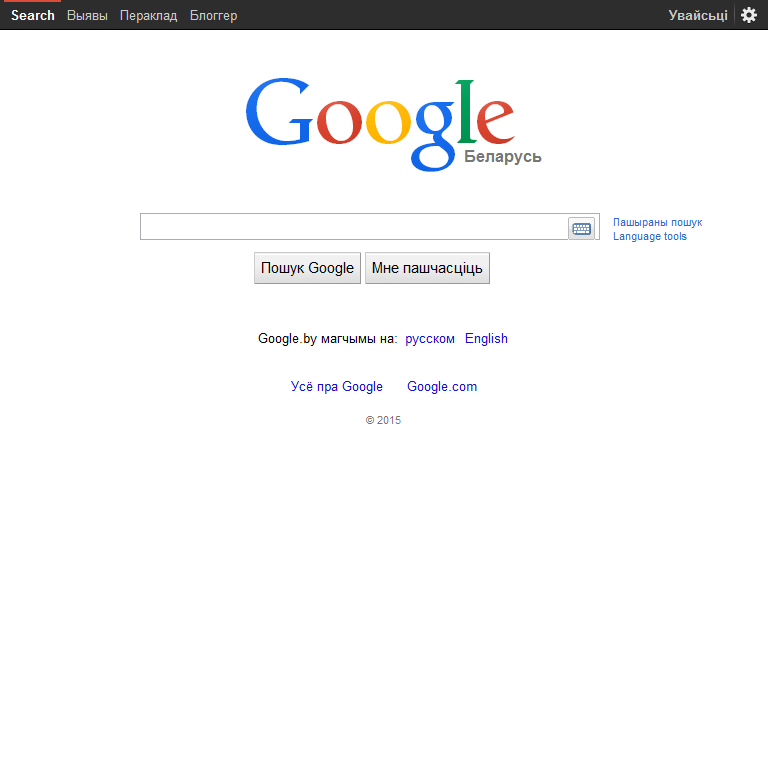 Search Выявы Пераклад Блоггер Увайсьці
Google
Беларусь
Пашыраны пошук
Language tools
Пошук Google Мне пашчасціць
Google.by магчымы на: русском English
Усё пра Google Google.com
© 2015